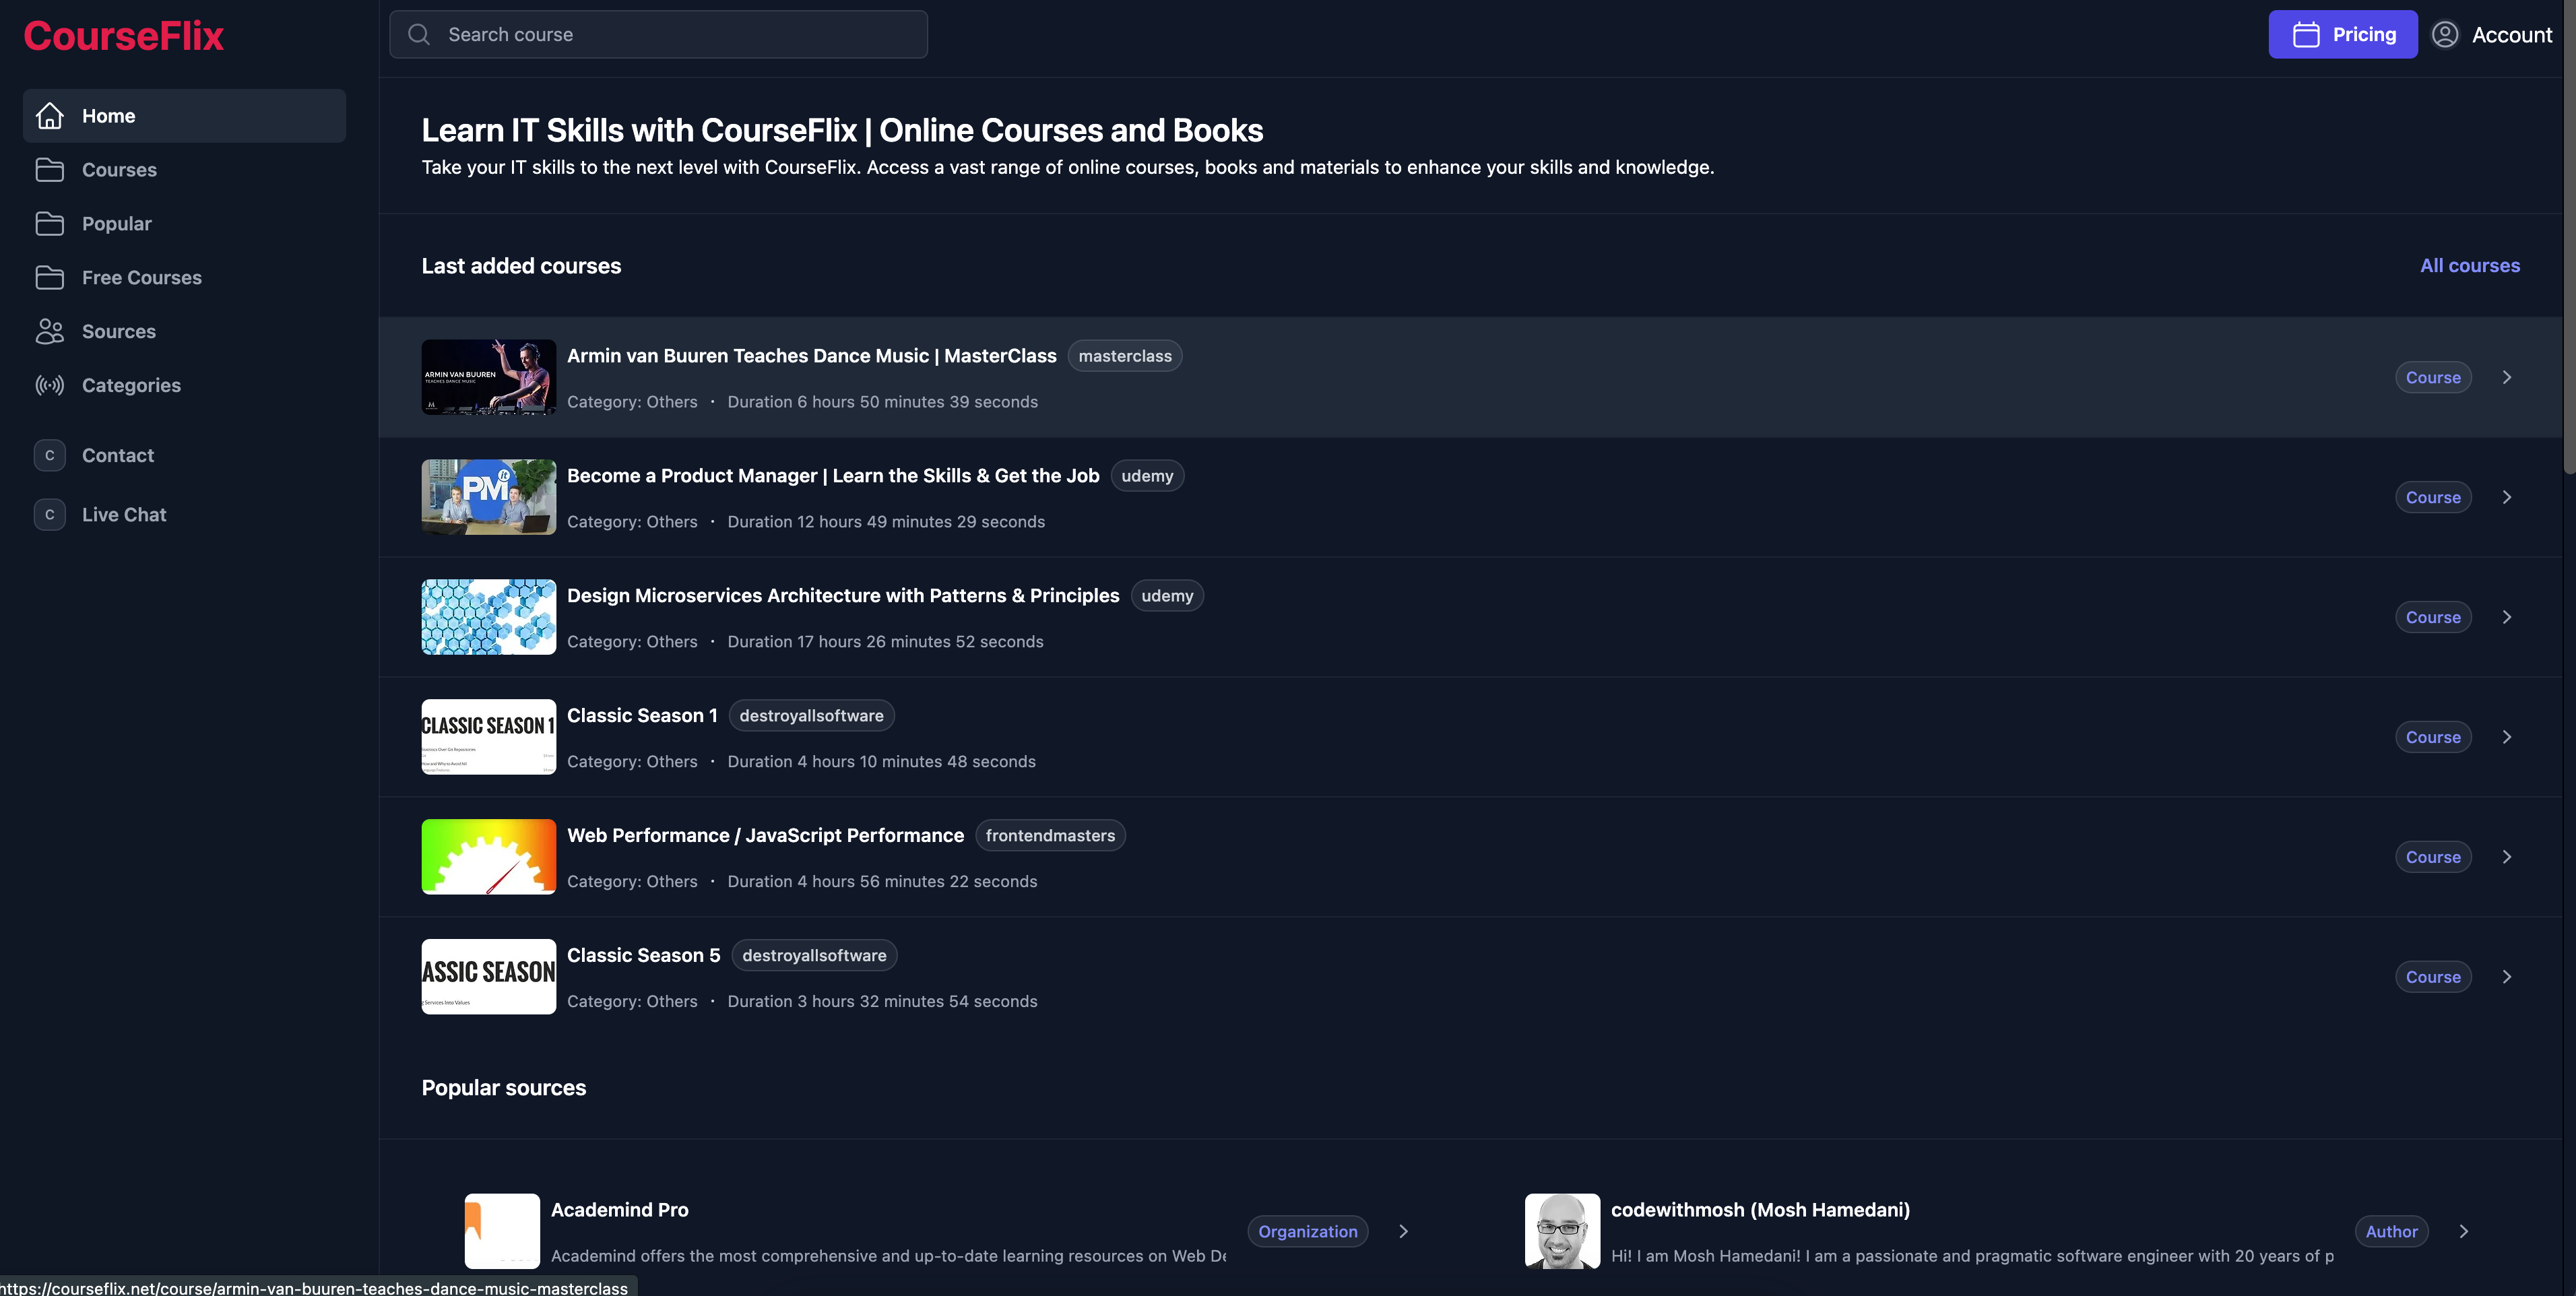 CourseFlix
Search course
Pricing
Account
Home
Courses
Popular
Free Courses
Sources
Categories
C Contact
C Live Chat
Learn IT Skills with CourseFlix | Online Courses and Books
Take your IT skills to the next level with CourseFlix. Access a vast range of online courses, books and materials to enhance your skills and knowledge.
Last added courses
All courses
ARMIN VAN BUUREN
TEACHES DANCE MUSIC
Armin van Buuren Teaches Dance Music | MasterClass masterclass
Category: Others · Duration 6 hours 50 minutes 39 seconds
Course
PM it
Become a Product Manager | Learn the Skills & Get the Job udemy
Category: Others · Duration 12 hours 49 minutes 29 seconds
Course
Design Microservices Architecture with Patterns & Principles udemy
Category: Others · Duration 17 hours 26 minutes 52 seconds
Course
CLASSIC SEASON 1
Classic Season 1 destroyallsoftware
Category: Others · Duration 4 hours 10 minutes 48 seconds
Course
Web Performance / JavaScript Performance frontendmasters
Category: Others · Duration 4 hours 56 minutes 22 seconds
Course
ASSIC SEASON
Services Into Values
Classic Season 5 destroyallsoftware
Category: Others · Duration 3 hours 32 minutes 54 seconds
Course
Popular sources
Academind Pro
Academind offers the most comprehensive and up-to-date learning resources on Web De
Organization
codewithmosh (Mosh Hamedani)
Hi! I am Mosh Hamedani! I am a passionate and pragmatic software engineer with 20 years of p
Author
https://courseflix.net/course/armin-van-buuren-teaches-dance-music-masterclass